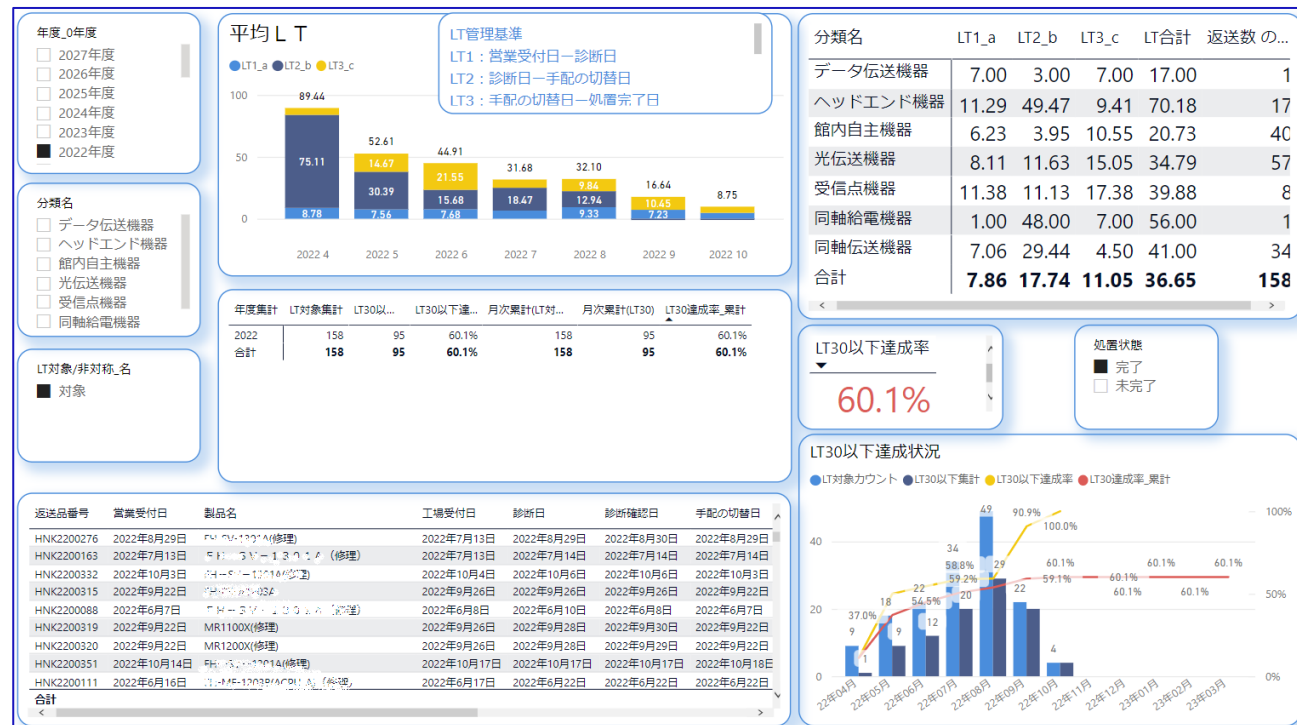 年度_0年度
2027年度
2026年度
2025年度
2024年度
2023年度
2022年度
分類名
データ伝送機器
ヘッドエンド機器
館内自主機器
光伝送機器
受信点機器
同軸給電機器
LT対象/非対称_名
対象
平均ＬＴ
LT1_a LT2_b LT3_c
LT管理基準
LT1：営業受付日ー診断日
LT2：診断日ー手配の切替日
LT3：手配の切替日ー処置完了日
100
50
0
89.44
75.11
8.78
52.61
14.67
30.39
7.56
44.91
21.55
15.68
7.68
31.68
18.47
32.10
9.84
12.94
9.33
16.64
10.45
7.23
8.75
2022 4 2022 5 2022 6 2022 7 2022 8 2022 9 2022 10
分類名 LT1_a LT2_b LT3_c LT合計 返送数 の...
データ伝送機器 7.00 3.00 7.00 17.00 1
ヘッドエンド機器 11.29 49.47 9.41 70.18 17
館内自主機器 6.23 3.95 10.55 20.73 40
光伝送機器 8.11 11.63 15.05 34.79 57
受信点機器 11.38 11.13 17.38 39.88 8
同軸給電機器 1.00 48.00 7.00 56.00 1
同軸伝送機器 7.06 29.44 4.50 41.00 34
合計 7.86 17.74 11.05 36.65 158
年度集計 LT対象集計 LT30以... LT30以下達... 月次累計(LT対... 月次累計(LT30) LT30達成率_累計
2022 158 95 60.1% 158 95 60.1%
合計 158 95 60.1% 158 95 60.1%
LT30以下達成率
60.1%
処置状態
完了
未完了
返送品番号 営業受付日 製品名 工場受付日 診断日 診断確認日 手配の切替日
HNK2200276 2022年8月29日 2022年7月13日 2022年8月29日 2022年8月30日 2022年8月29日
HNK2200163 2022年7月13日 （修理） 2022年7月13日 2022年7月14日 2022年7月14日 2022年7月14日
HNK2200332 2022年10月3日 2022年10月4日 2022年10月6日 2022年10月6日 2022年10月3日
HNK2200315 2022年9月22日 2022年9月26日 2022年9月26日 2022年9月26日 2022年9月22日
HNK2200088 2022年6月7日 （修理） 2022年6月8日 2022年6月10日 2022年6月8日 2022年6月7日
HNK2200319 2022年9月22日 MR1100X(修理) 2022年9月26日 2022年9月28日 2022年9月30日 2022年9月22日
HNK2200320 2022年9月22日 MR1200X(修理) 2022年9月26日 2022年9月28日 2022年9月29日 2022年9月22日
HNK2200351 2022年10月14日 2022年10月17日 2022年10月17日 2022年10月17日 2022年10月18日
HNK2200111 2022年6月16日 2022年6月17日 2022年6月22日 2022年6月22日 2022年6月22日
合計
LT30以下達成状況
LT対象カウント LT30以下集計 LT30以下達成率 LT30達成率_累計
40
20
0
100%
50%
0%
9
1
37.0%
18
9
22
54.5%
12
34
58.8%
59.2%
20
49
29
90.9%
22
59.1%
100.0%
4
60.1%
60.1%
60.1%
60.1%
60.1%
60.1%
22年04月 22年05月 22年06月 22年07月 22年08月 22年09月 22年10月 22年11月 22年12月 23年01月 23年02月 23年03月